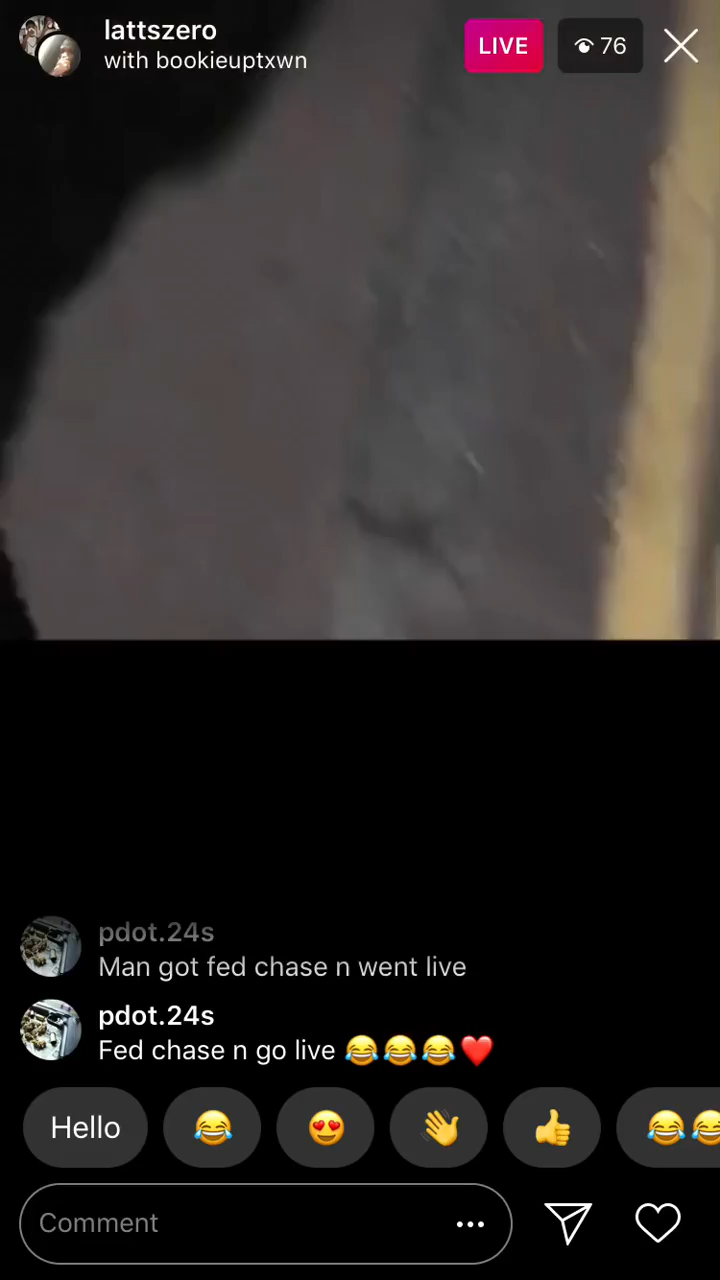 lattszero
with bookieuptxwn
LIVE
76
pdot.24s
Man got fed chase n went live
pdot.24s
Fed chase n go live 😂😂😂❤️
Hello 😂 😍 👋 👍 😂😂
Comment